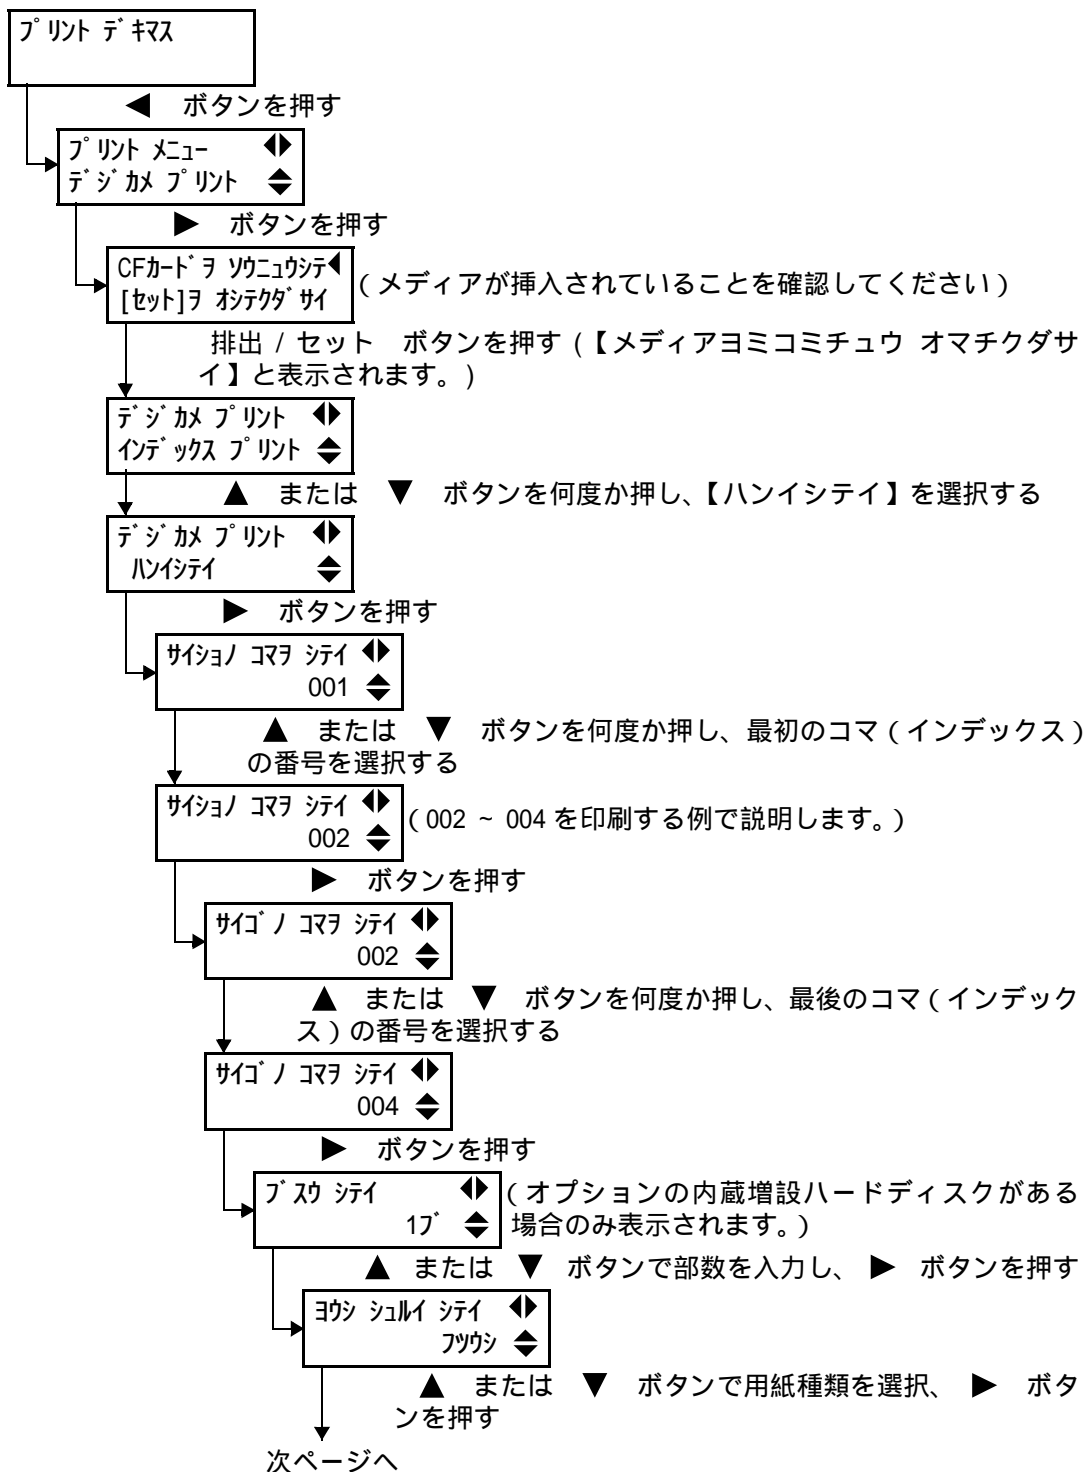 ﾌﾟﾘﾝﾄ ﾃﾞｷﾏｽ
◀ ボタンを押す
ﾌﾟﾘﾝﾄ ﾒﾆｭｰ
ﾃﾞｼﾞｶﾒ ﾌﾟﾘﾝﾄ
▶ ボタンを押す
CFｶｰﾄﾞｦ ｿｳﾆｭｳｼﾃ◀
[ｾｯﾄ]ｦ ｵｼﾃｸﾀﾞｻｲ
（メディアが挿入されていることを確認してください）
排出 / セット ボタンを押す (【メディアヨミコミチュウ オマチクダサ
イ】と表示されます。)
ﾃﾞｼﾞｶﾒ ﾌﾟﾘﾝﾄ
ｲﾝﾃﾞｯｸｽ ﾌﾟﾘﾝﾄ
▲ または ▼ ボタンを何度か押し、【ハンイシテイ】を選択する
ﾃﾞｼﾞｶﾒ ﾌﾟﾘﾝﾄ
ﾊﾝｲｼﾃｲ
▶ ボタンを押す
ｻｲｼｮﾉ ｺﾏｦ ｼﾃｲ
001
▲ または ▼ ボタンを何度か押し、最初のコマ（インデックス）
の番号を選択する
ｻｲｼｮﾉ ｺﾏｦ ｼﾃｲ
002
（002 ~ 004 を印刷する例で説明します。）
▶ ボタンを押す
ｻｲｺﾞﾉ ｺﾏｦ ｼﾃｲ
002
▲ または ▼ ボタンを何度か押し、最後のコマ（インデック
ス）の番号を選択する
ｻｲｺﾞﾉ ｺﾏｦ ｼﾃｲ
004
▶ ボタンを押す
ﾌﾞｽｳ ｼﾃｲ
1ﾌﾞ
（オプションの内蔵増設ハードディスクがある
場合のみ表示されます。）
▲ または ▼ ボタンで部数を入力し、 ▶ ボタンを押す
ﾖｳｼ ｼｭﾙｲ ｼﾃｲ
ﾌﾂｳｼ
▲ または ▼ ボタンで用紙種類を選択、 ▶ ボタ
ンを押す
次ページへ